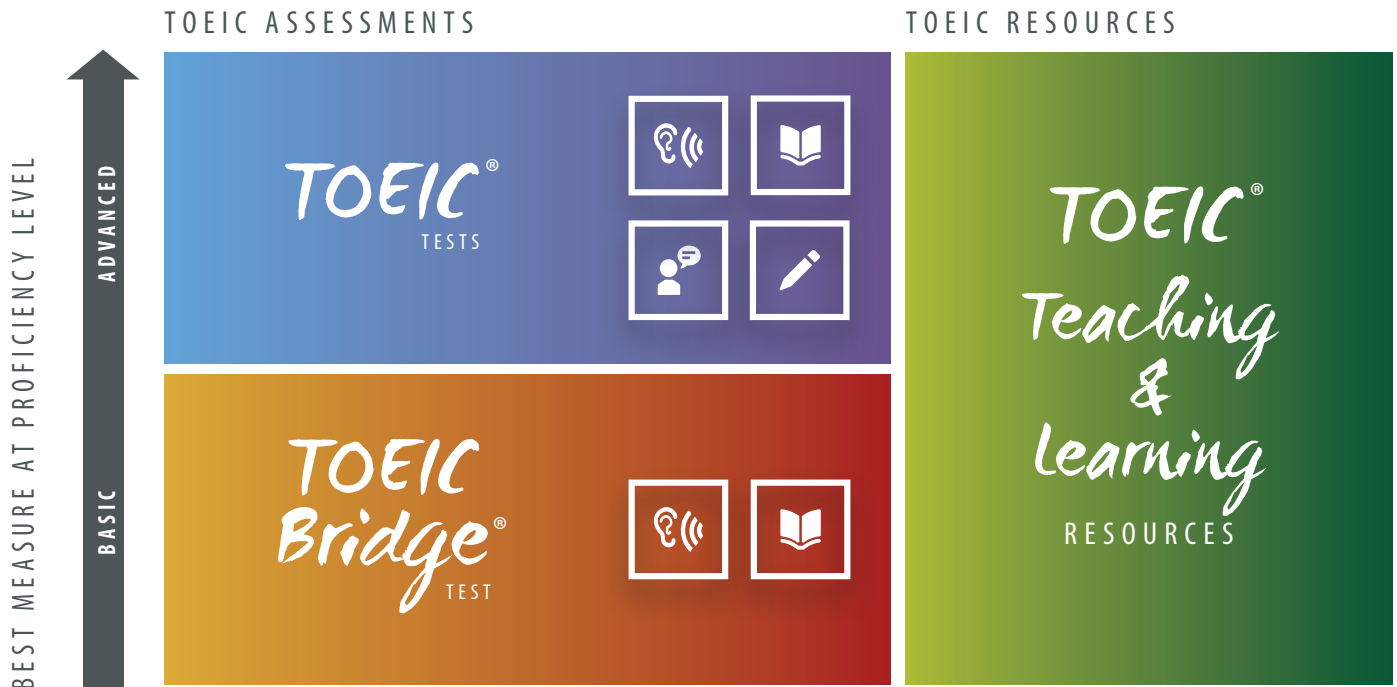 TOEIC ASSESSMENTS
TOEIC RESOURCES
BEST MEASURE AT PROFICIENCY LEVEL
ADVANCED
BASIC
TOEIC®
TESTS
TOEIC
Bridge®
TEST
TOEIC®
Teaching
&
Learning
RESOURCES